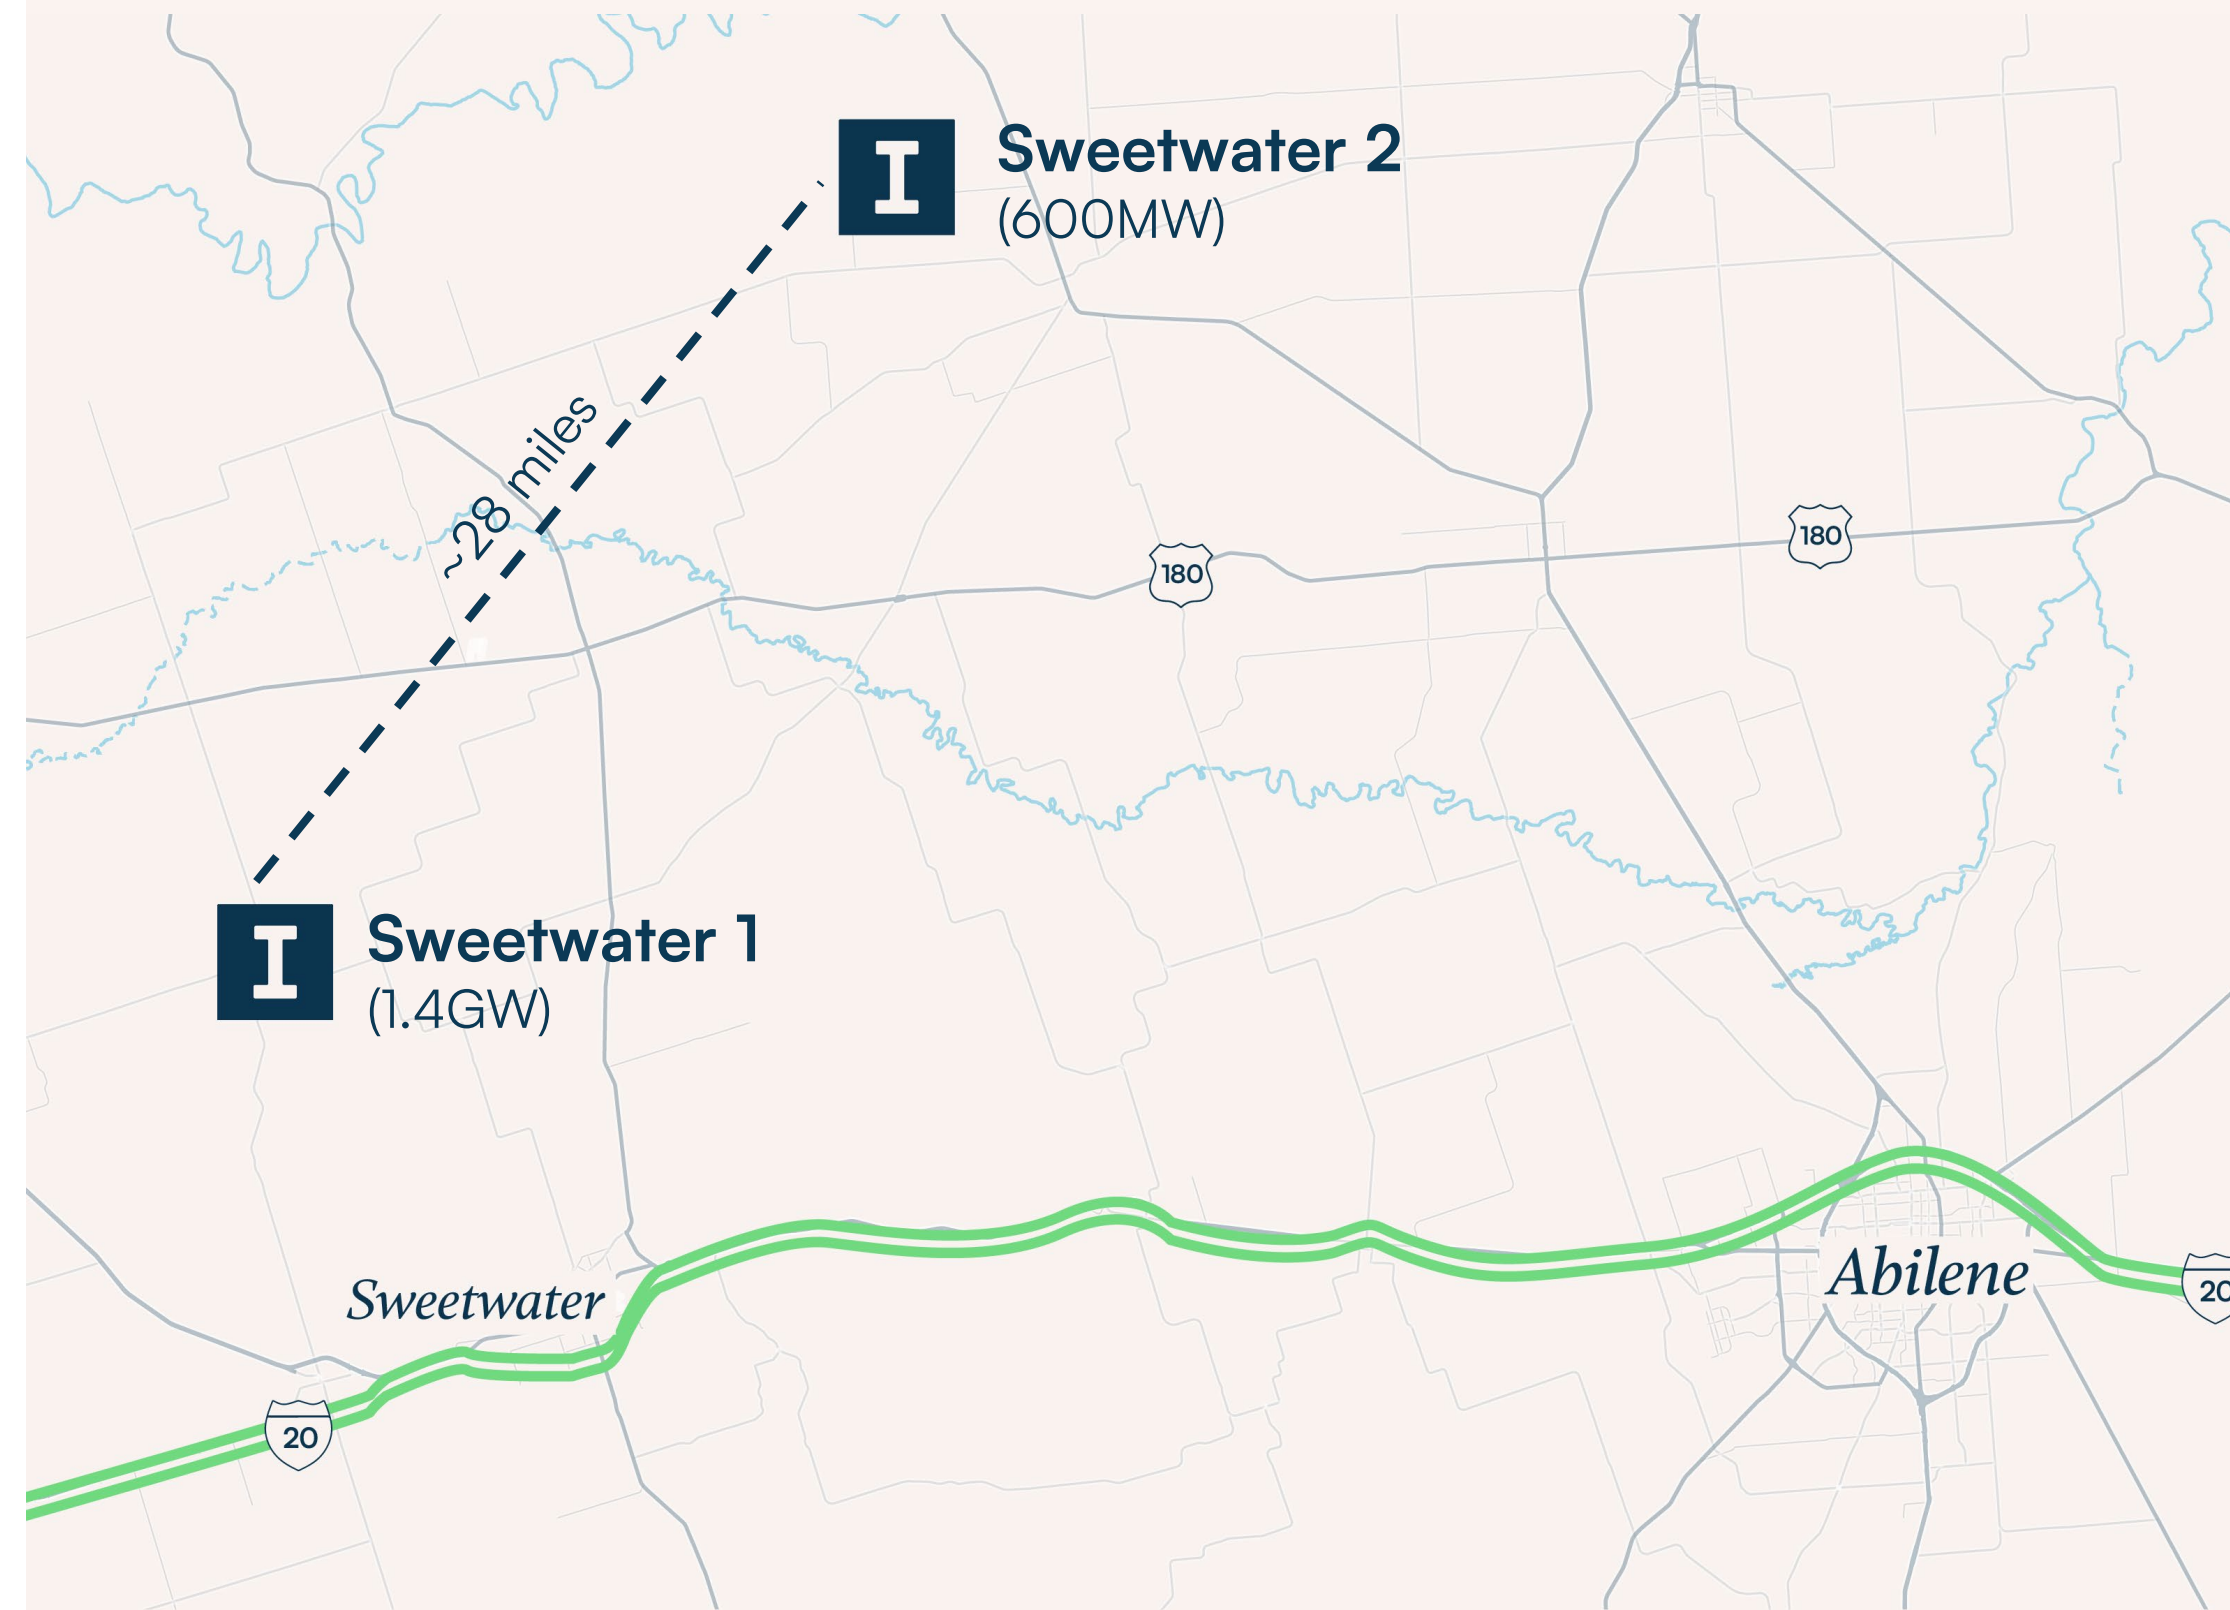 I
Sweetwater 2
(600MW)
~28 miles
180
180
I
Sweetwater 1
(1.4GW)
Sweetwater
Abilene
20
20